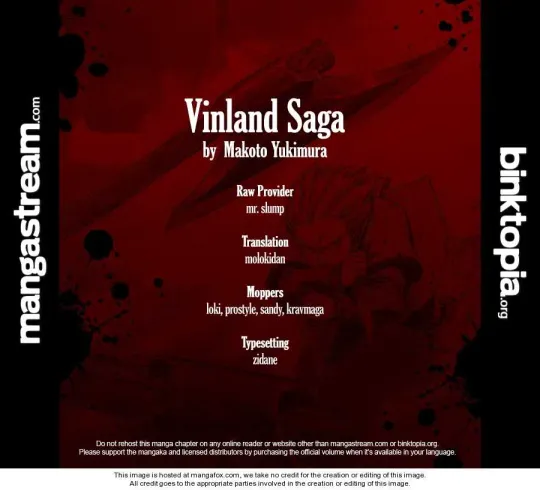 mangastream.com
Vinland Saga
by Makoto Yukimura
Raw Provider
mr. slump
Translation
molokidan
Moppers
loki, prostyle, sandy, kravmaga
Typesetting
zidane
binktopia.org
Do not rehost this manga chapter on any online reader or website other than mangastream.com or binktopia.org.
Please support the mangaka and licensed distributors by purchasing the official volume when it's available in your language.
This image is hosted at mangafox.com, we take no credit for the creation or editing of this image.
All credit goes to the appropriate parties involved in the creation or editing of this image.